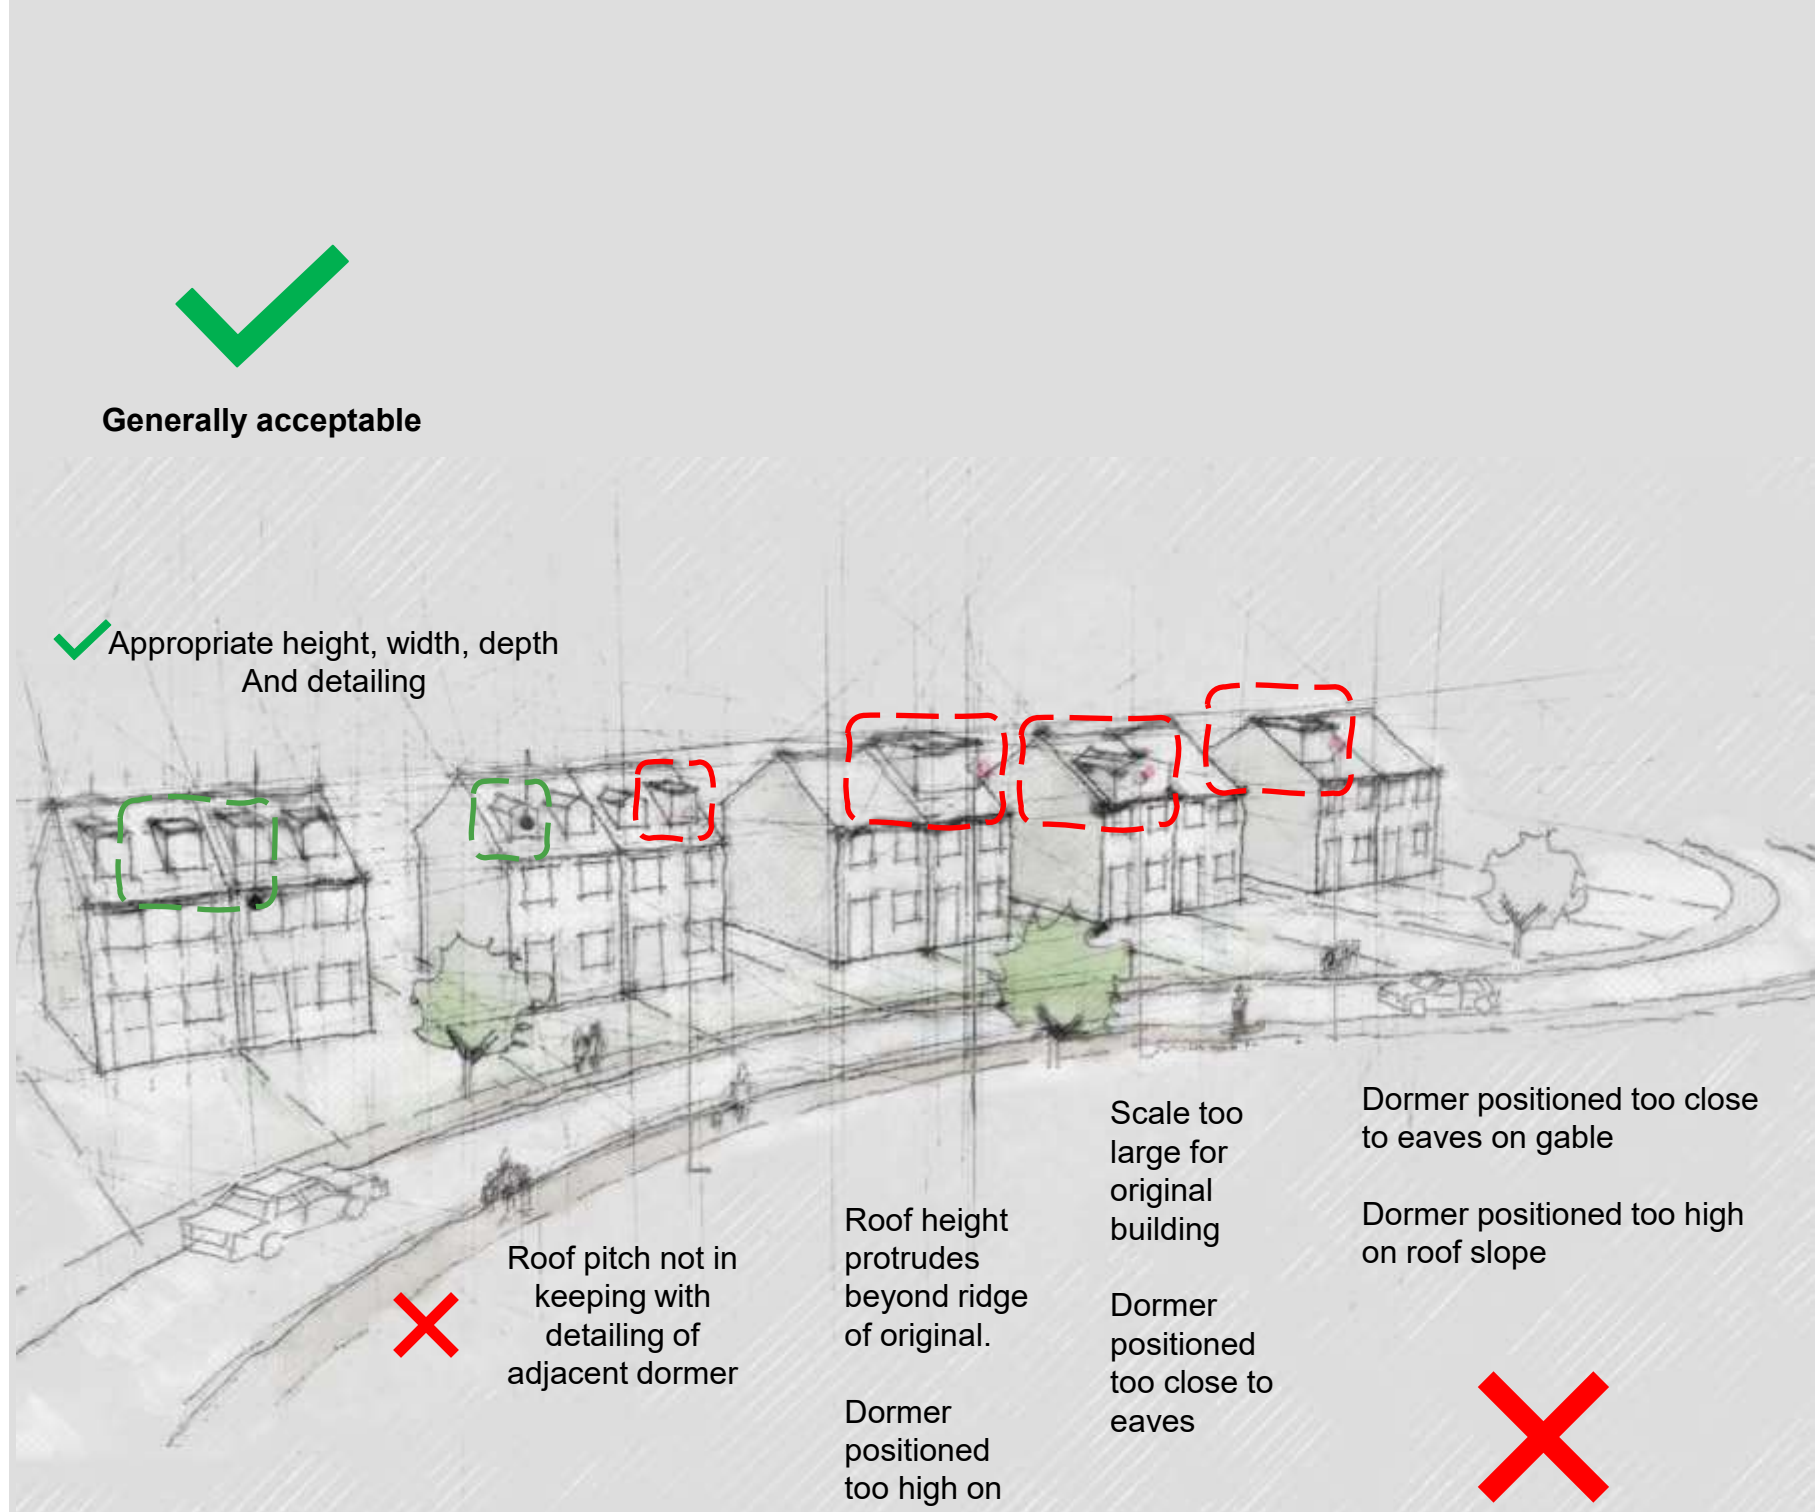 Generally acceptable
Appropriate height, width, depth
And detailing
Roof pitch not in
keeping with
detailing of
adjacent dormer
Roof height
protrudes
beyond ridge
of original.
Dormer
positioned
too high on
Scale too
large for
original
building
Dormer
positioned
too close to
eaves
Dormer positioned too close
to eaves on gable
Dormer positioned too high
on roof slope